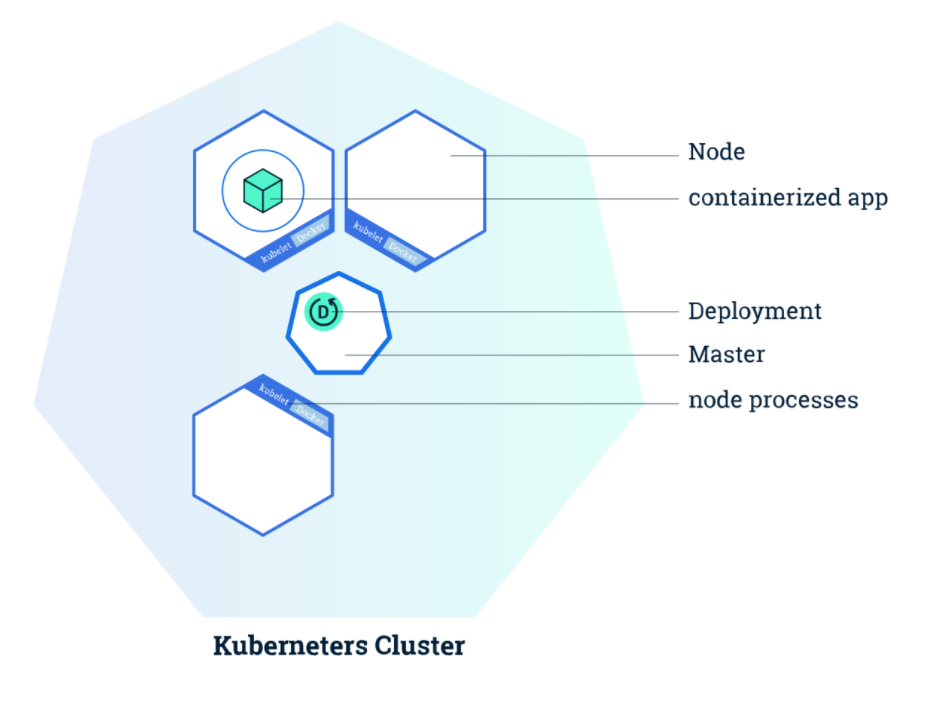 Node
containerized app
kubelet Docker
kubelet Docker
D
Deployment
Master
kubelet Docker
node processes
Kuberneters Cluster